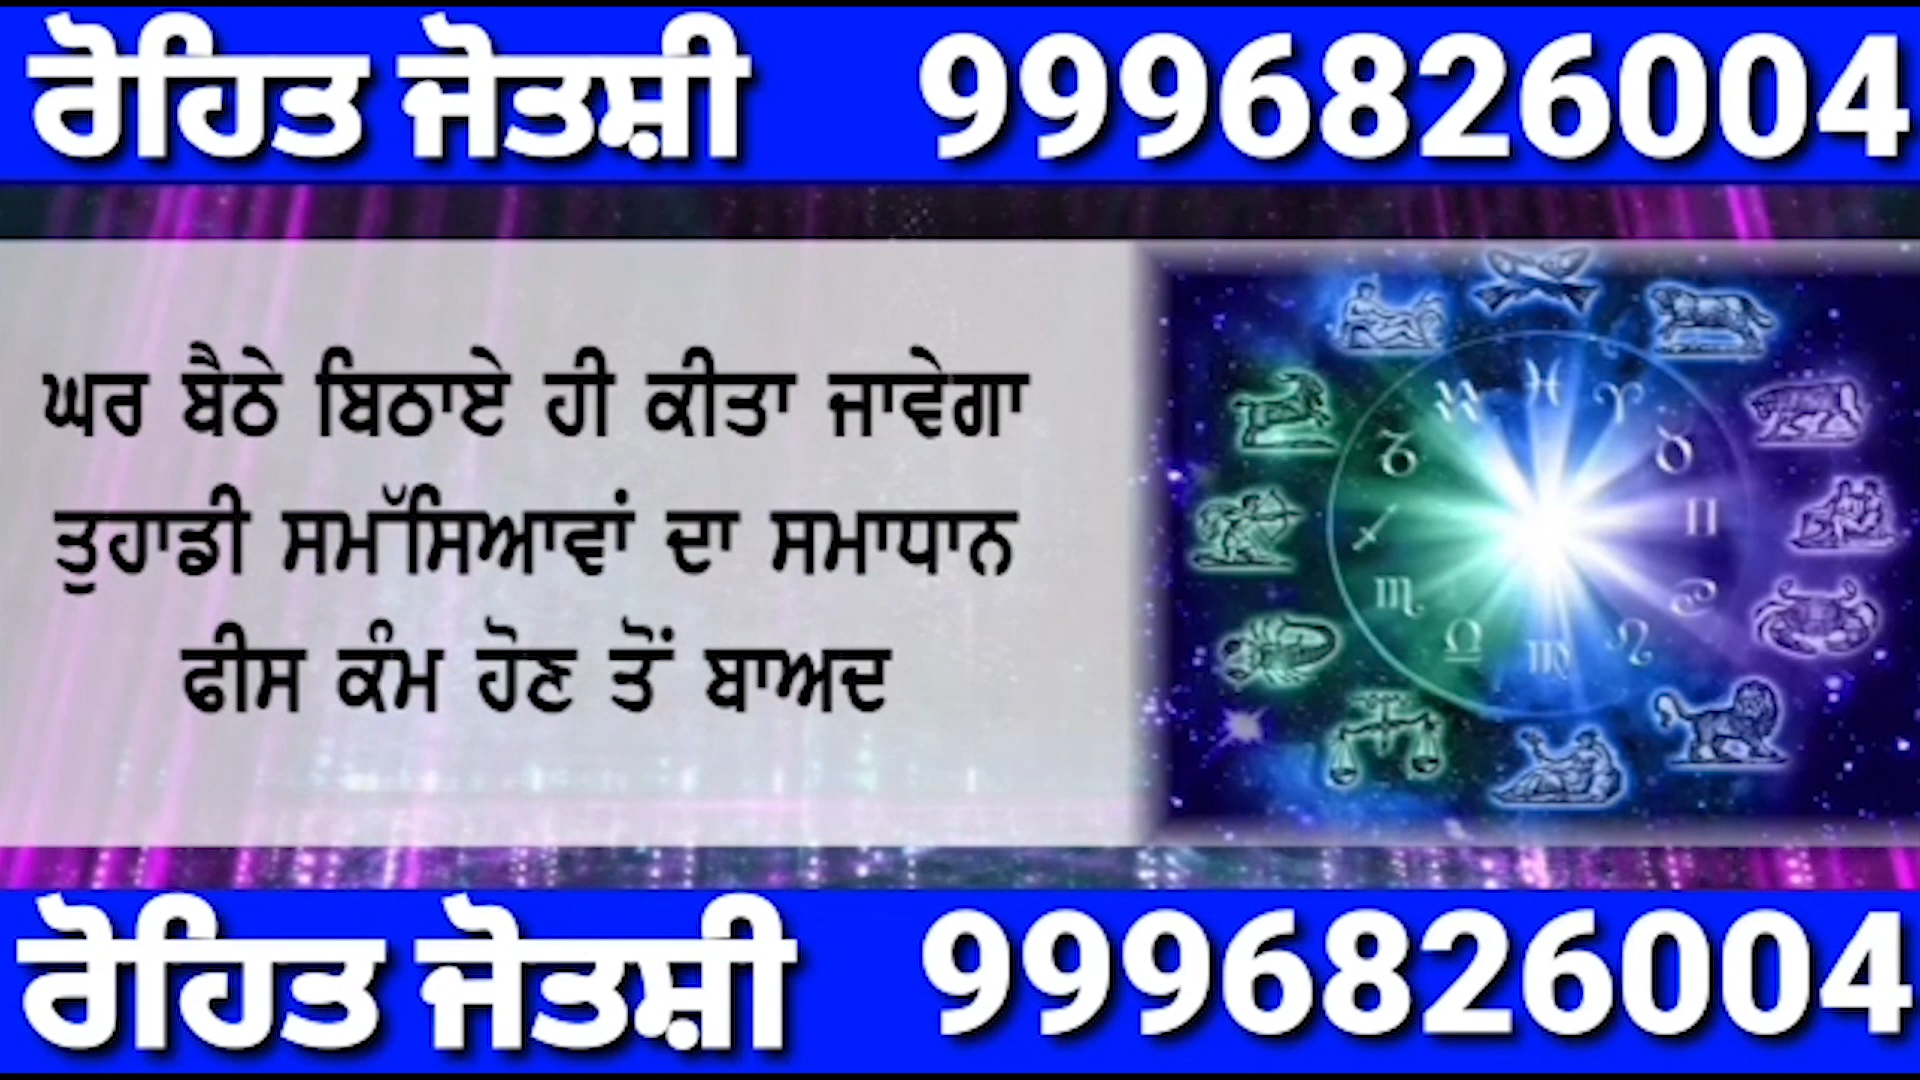 ਰੋਹਿਤ ਜੋਤਸ਼ੀ 9996826004
ਘਰ ਬੈਠੇ ਬਿਠਾਏ ਹੀ ਕੀਤਾ ਜਾਵੇਗਾ
ਤੁਹਾਡੀ ਸਮੱਸਿਆਵਾਂ ਦਾ ਸਮਾਧਾਨ
ਫੀਸ ਕੰਮ ਹੋਣ ਤੋਂ ਬਾਅਦ
ਰੋਹਿਤ ਜੋਤਸ਼ੀ 9996826004